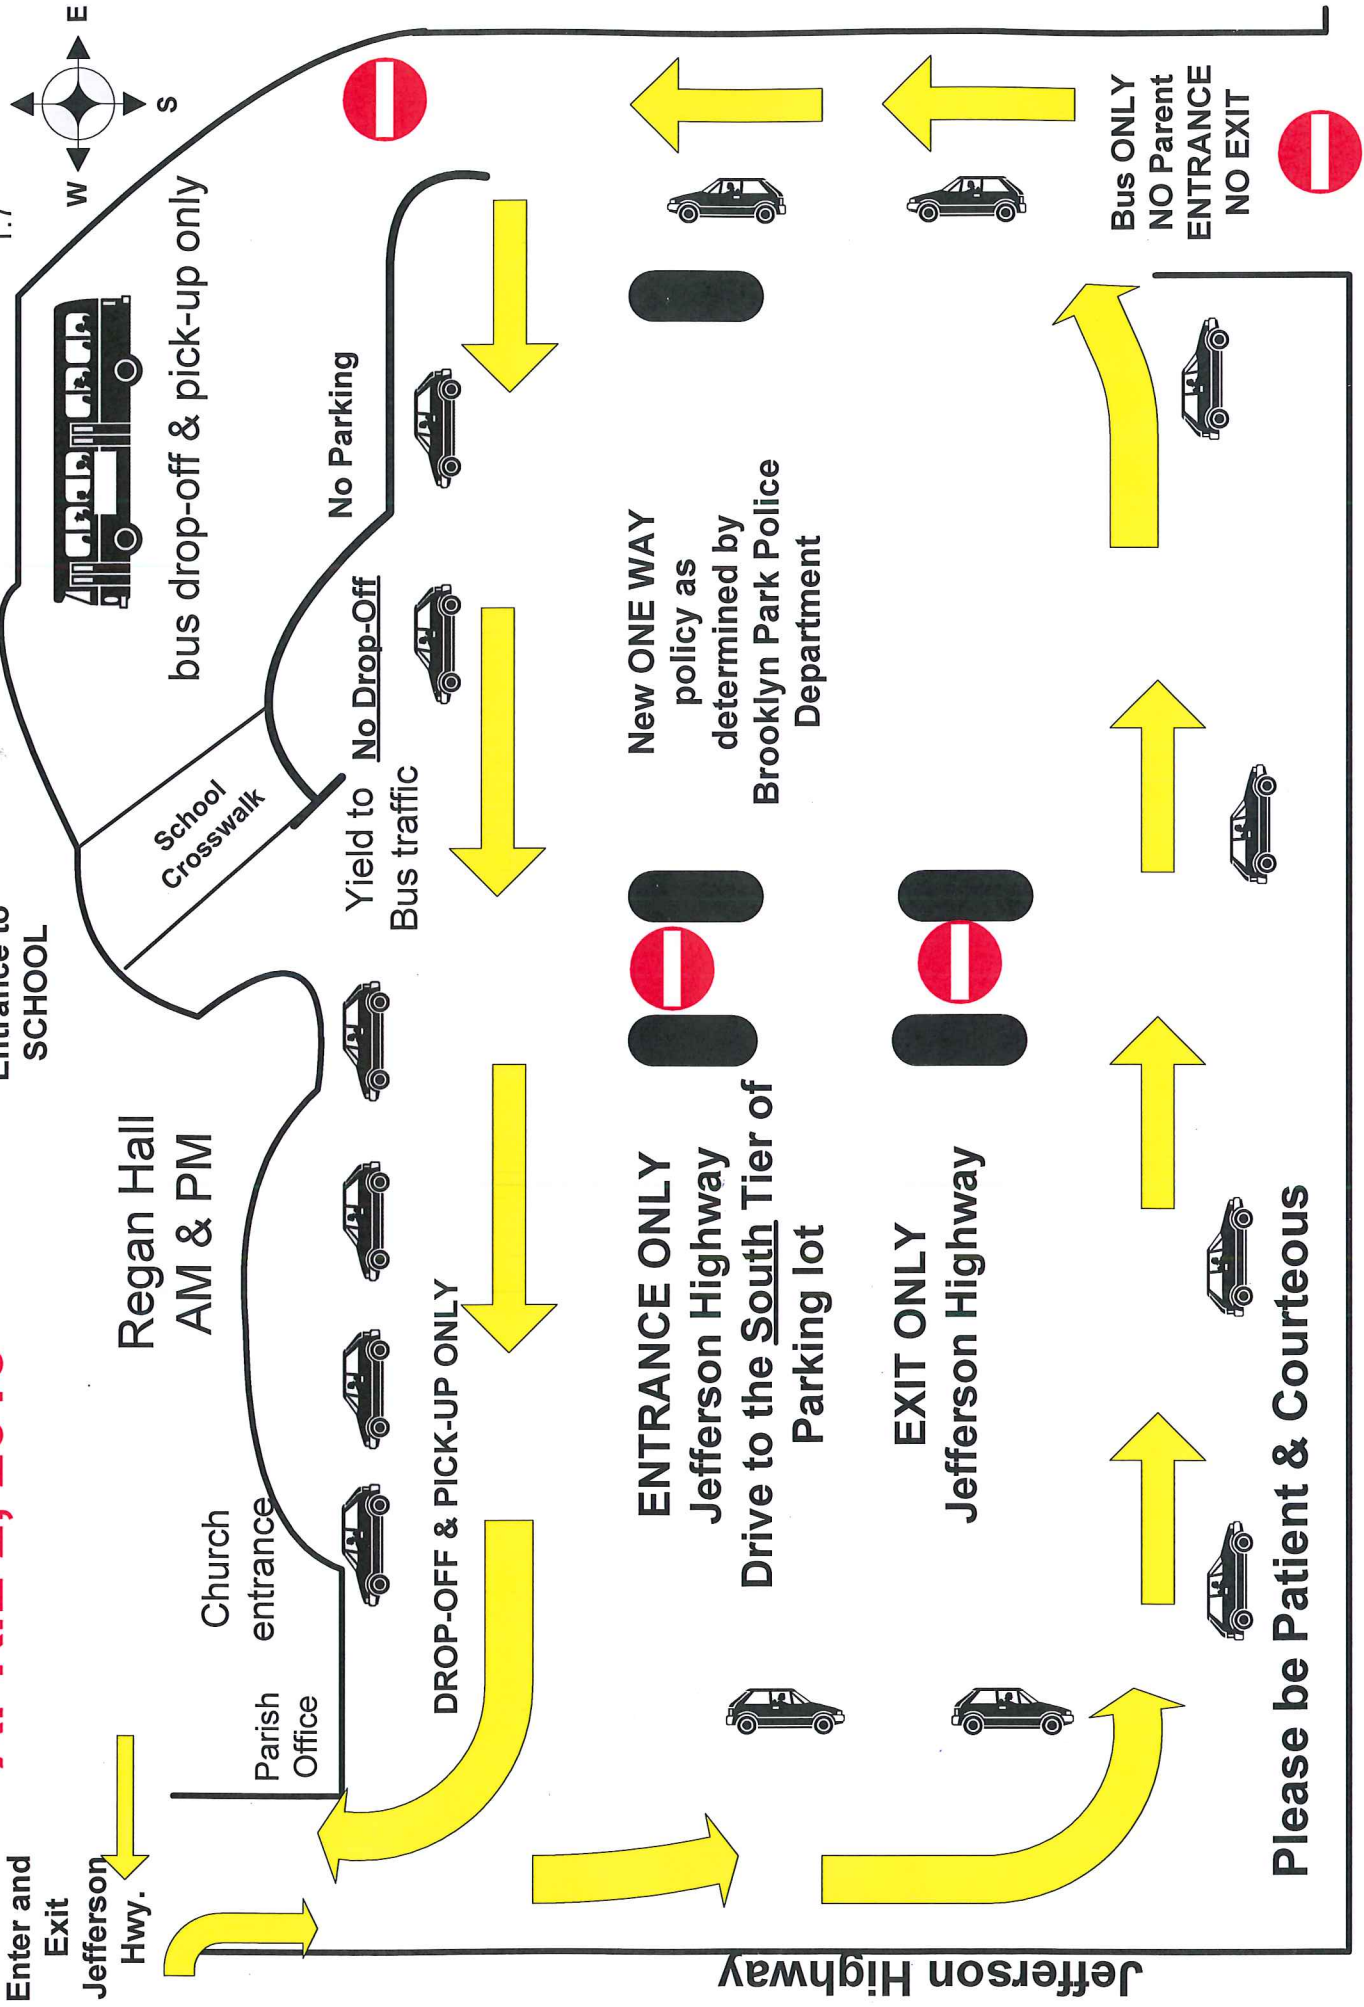 Enter and
Exit
Jefferson
Hwy.
Entrance to
SCHOOL
W
E
S
Regan Hall
AM & PM
bus drop-off & pick-up only
School
Crosswalk
Church
entrance
Parish
Office
No Parking
Yield to No Drop-Off
Bus traffic
DROP-OFF & PICK-UP ONLY
ENTRANCE ONLY
Jefferson Highway
Drive to the South Tier of
Parking lot
New ONE WAY
policy as
determined by
Brooklyn Park Police
Department
EXIT ONLY
Jefferson Highway
Bus ONLY
NO Parent
ENTRANCE
NO EXIT
Jefferson Highway
Please be Patient & Courteous